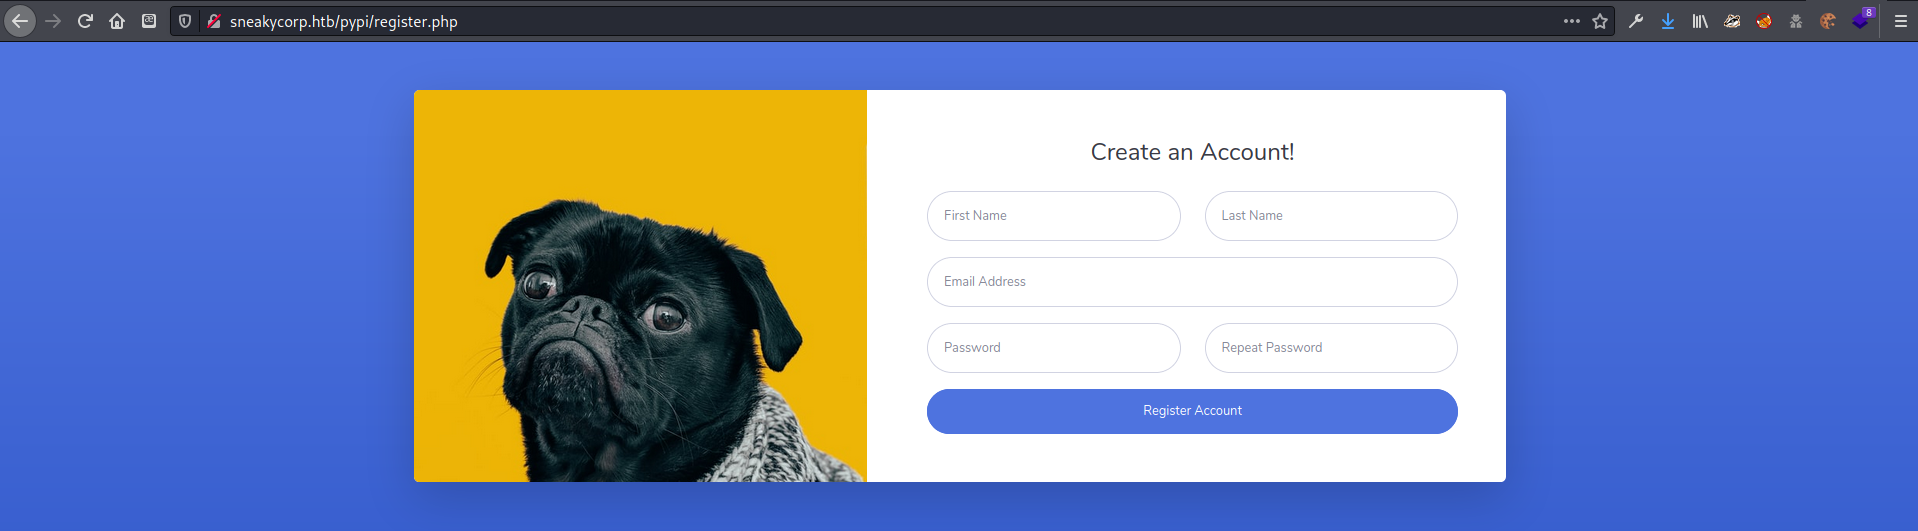 sneakycorp.htb/pypi/register.php
8
Create an Account!
First Name Last Name
Email Address
Password Repeat Password
Register Account